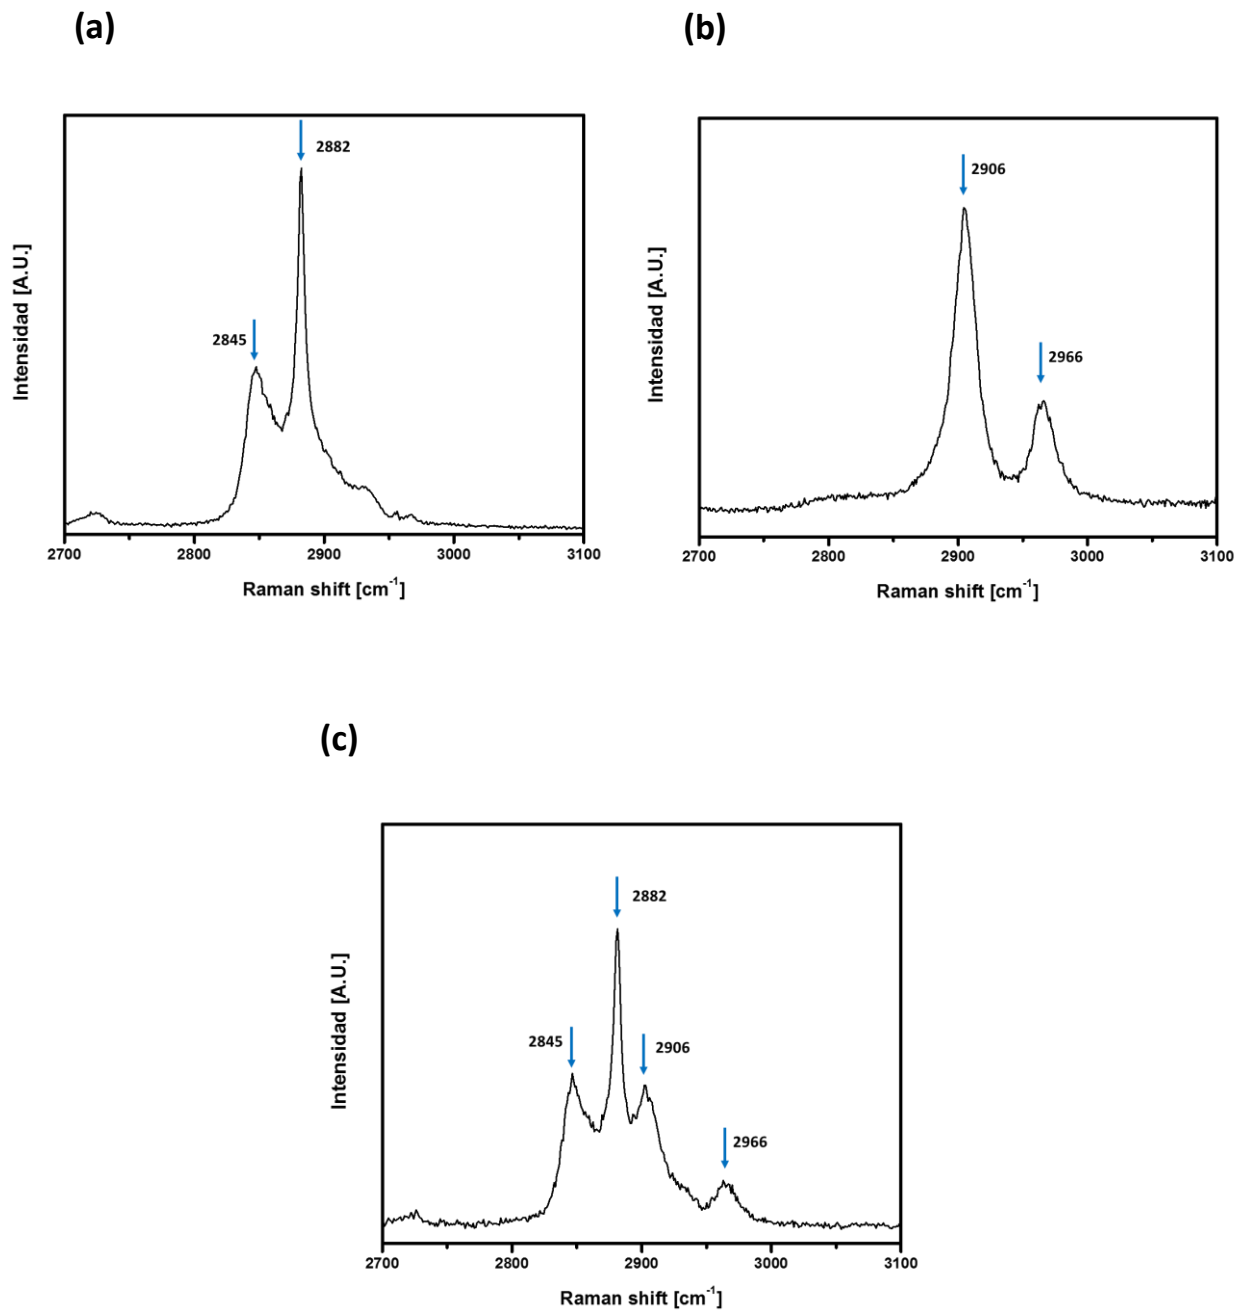 (a)
(b)
2882
2845
Intensidad [A.U.]
2700 2800 2900 3000 3100
Raman shift [cm⁻¹]
2906
2966
Intensidad [A.U.]
2700 2800 2900 3000 3100
Raman shift [cm⁻¹]
(c)
2882
2845
2906
2966
Intensidad [A.U.]
2700 2800 2900 3000 3100
Raman shift [cm⁻¹]